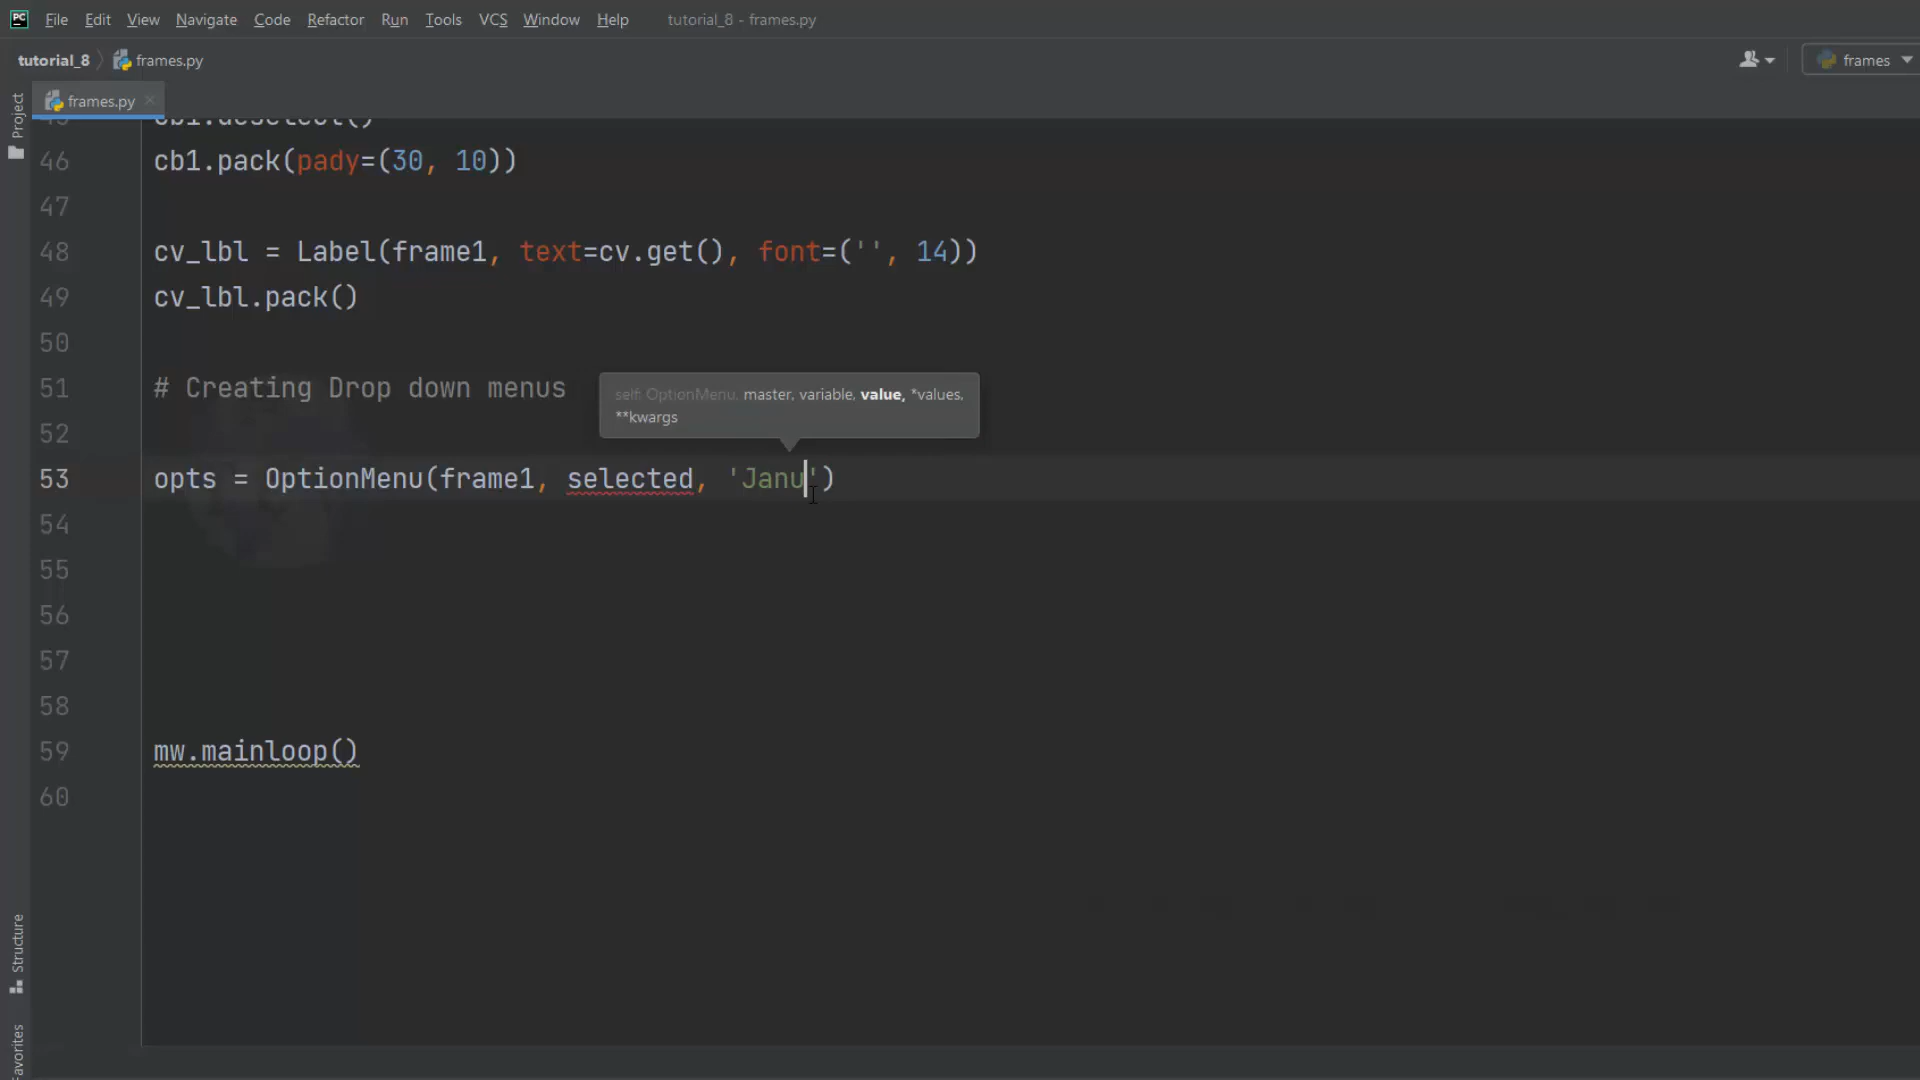 PC File Edit View Navigate Code Refactor Run Tools VCS Window Help tutorial_8 - frames.py
tutorial_8 frames.py frames
Project
frames.py
46 cb1.pack(pady=(30, 10))
47
48 cv_lbl = Label(frame1, text=cv.get(), font=('', 14))
49 cv_lbl.pack()
50
51 # Creating Drop down menus
self: OptionMenu, master, variable, value, *values,
**kwargs
52
53 opts = OptionMenu(frame1, selected, 'Janu')
54
55
56
57
58
59 mw.mainloop()
60
Structure
Favorites